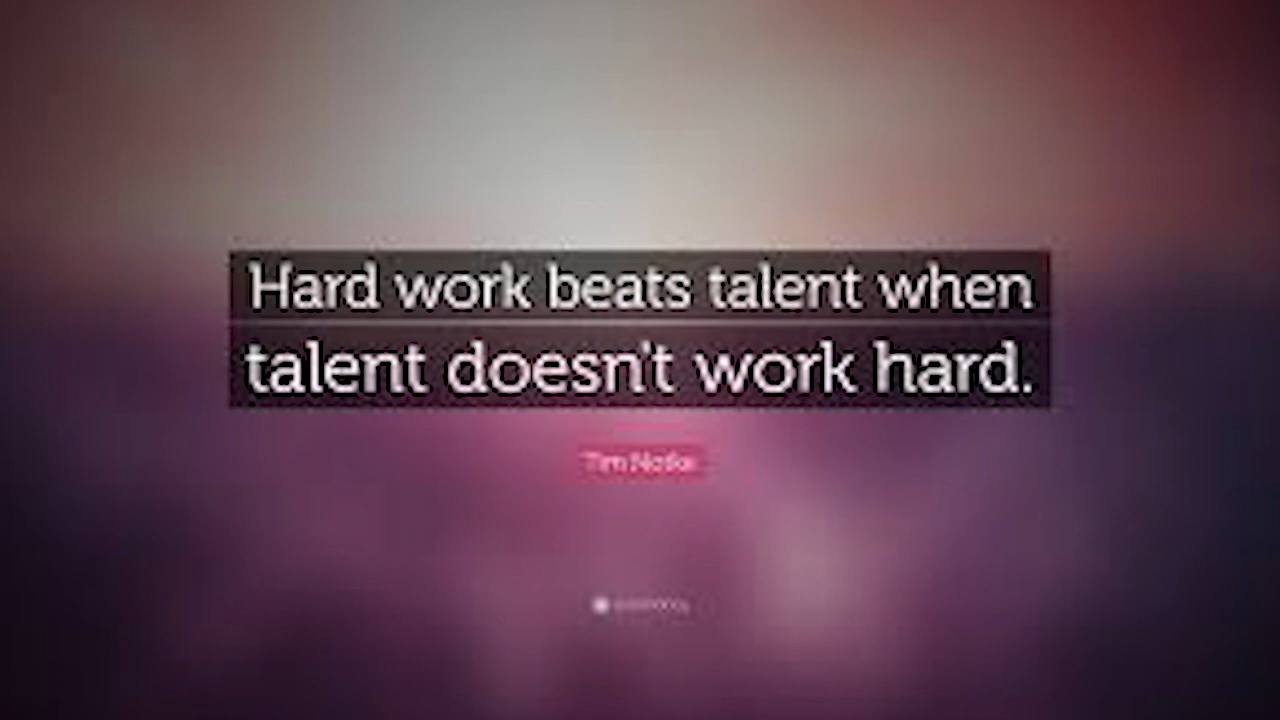 Hard work beats talent when
talent doesn't work hard.
Tim Notke